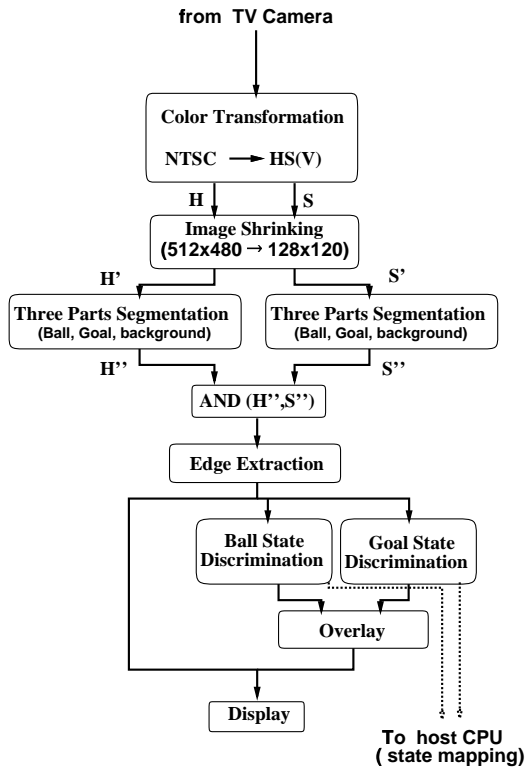 from TV Camera
Color Transformation
NTSC → HS(V)
H S
Image Shrinking
(512x480 → 128x120)
H' S'
Three Parts Segmentation
(Ball, Goal, background)
Three Parts Segmentation
(Ball, Goal, background)
H'' S''
AND (H'',S'')
Edge Extraction
Ball State
Discrimination
Goal State
Discrimination
Overlay
Display
To host CPU
( state mapping)